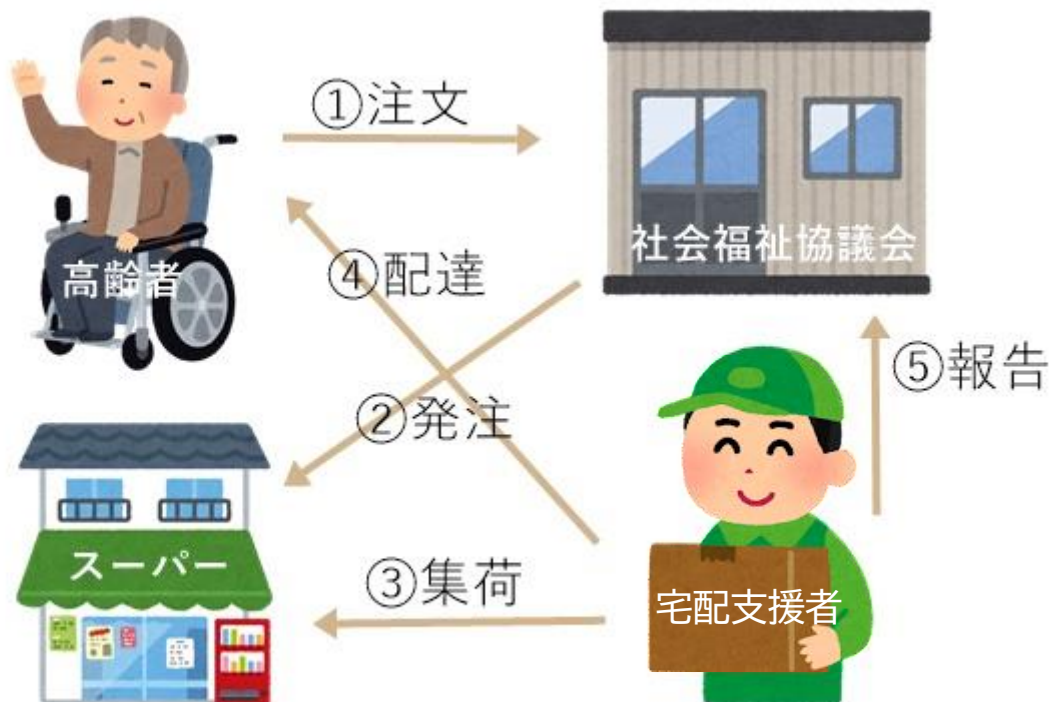 ①注文
社会福祉協議会
高齢者
④配達
⑤報告
②発注
スーパー
③集荷
宅配支援者